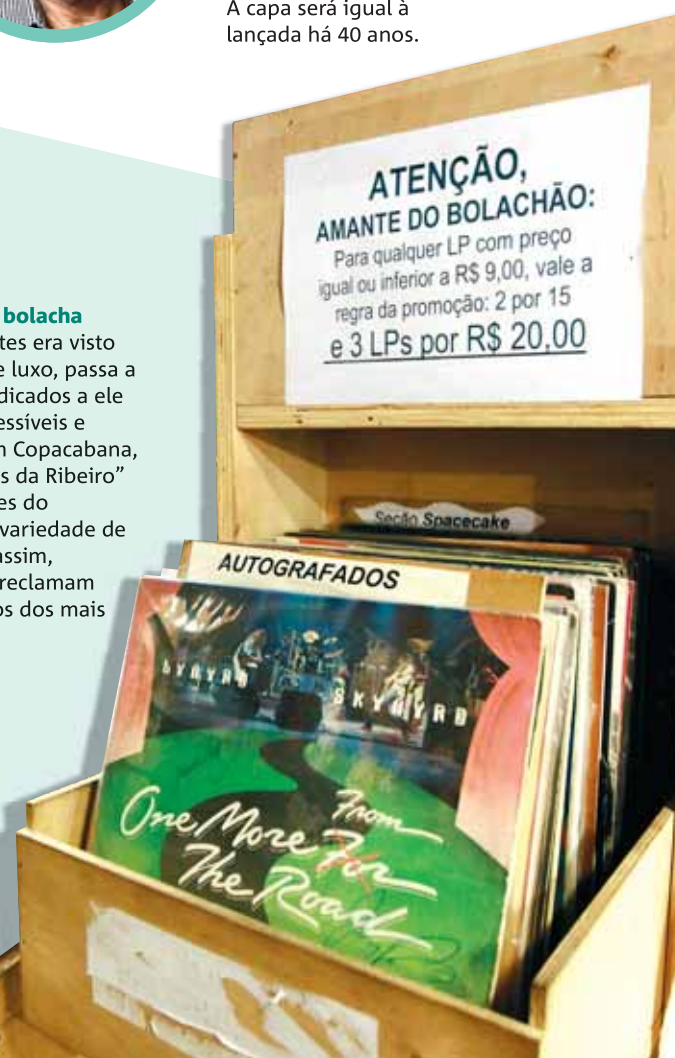 A capa será igual à
lançada há 40 anos.
ATENÇÃO,
AMANTE DO BOLACHÃO:
Para qualquer LP com preço
igual ou inferior a R$ 9,00, vale a
regra da promoção: 2 por 15
e 3 LPs por R$ 20,00
bolacha
tes era visto
e luxo, passa a
dicados a ele
essíveis e
n Copacabana,
s da Ribeiro”
es do
variedade de
assim,
reclamam
os dos mais
Seção Spacecake
AUTOGRAFADOS
LYNYRD SKYNYRD
From
One More For
The Road